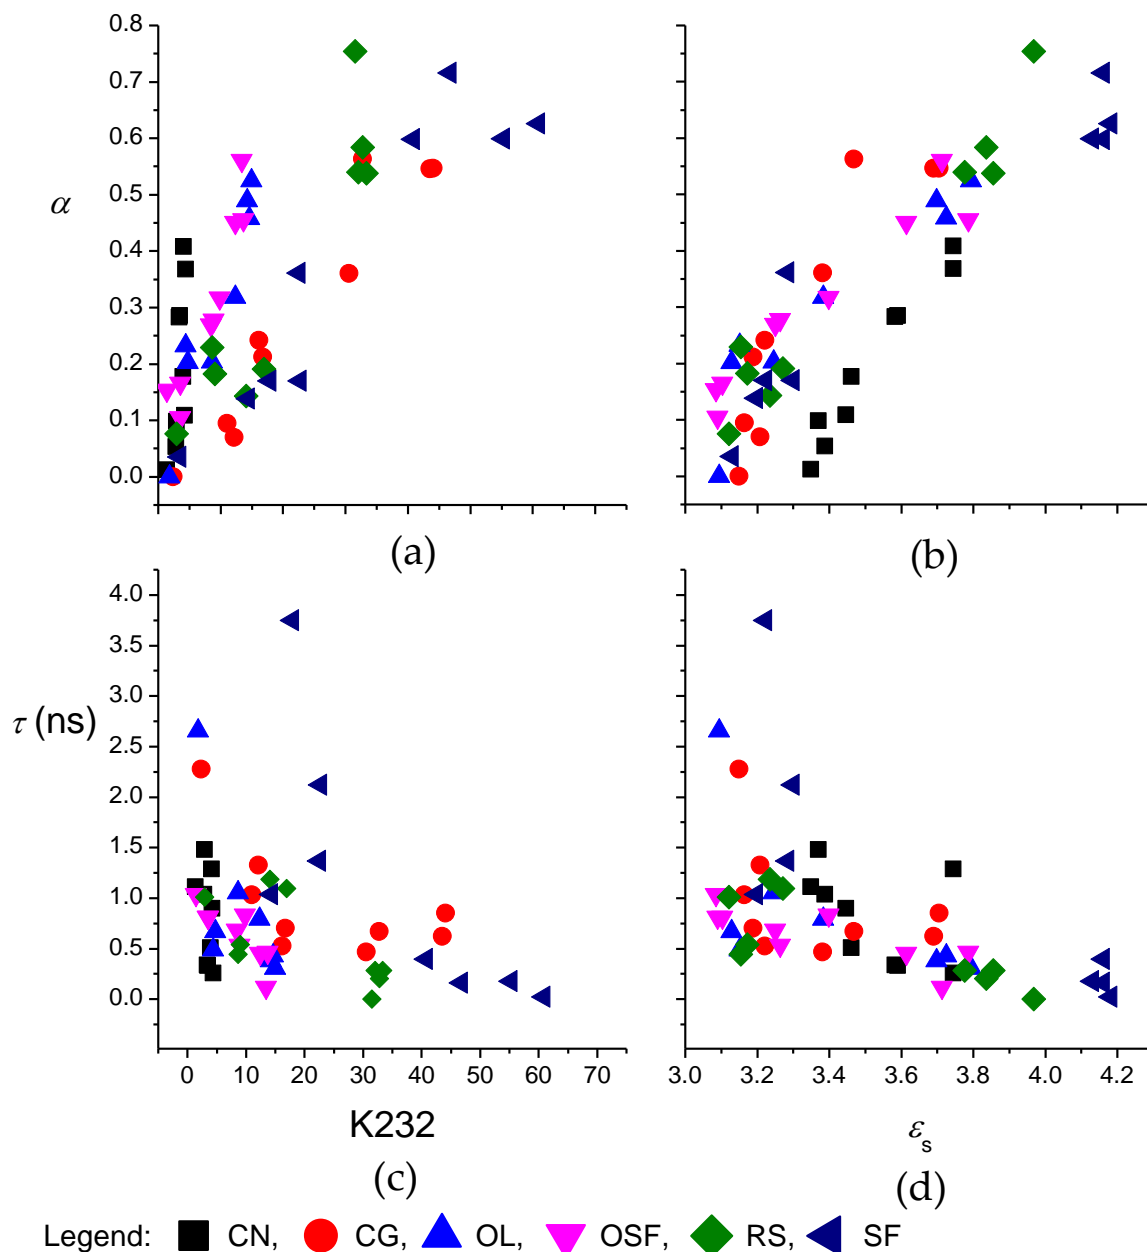 0.8
0.7
0.6
0.5
0.4
0.3
0.2
0.1
0.0
α
(a)
(b)
4.0
3.5
3.0
2.5
2.0
1.5
1.0
0.5
0.0
τ (ns)
0 10 20 30 40 50 60 70
3.0 3.2 3.4 3.6 3.8 4.0 4.2
K232
εs
(c)
(d)
Legend: CN, CG, OL, OSF, RS, SF